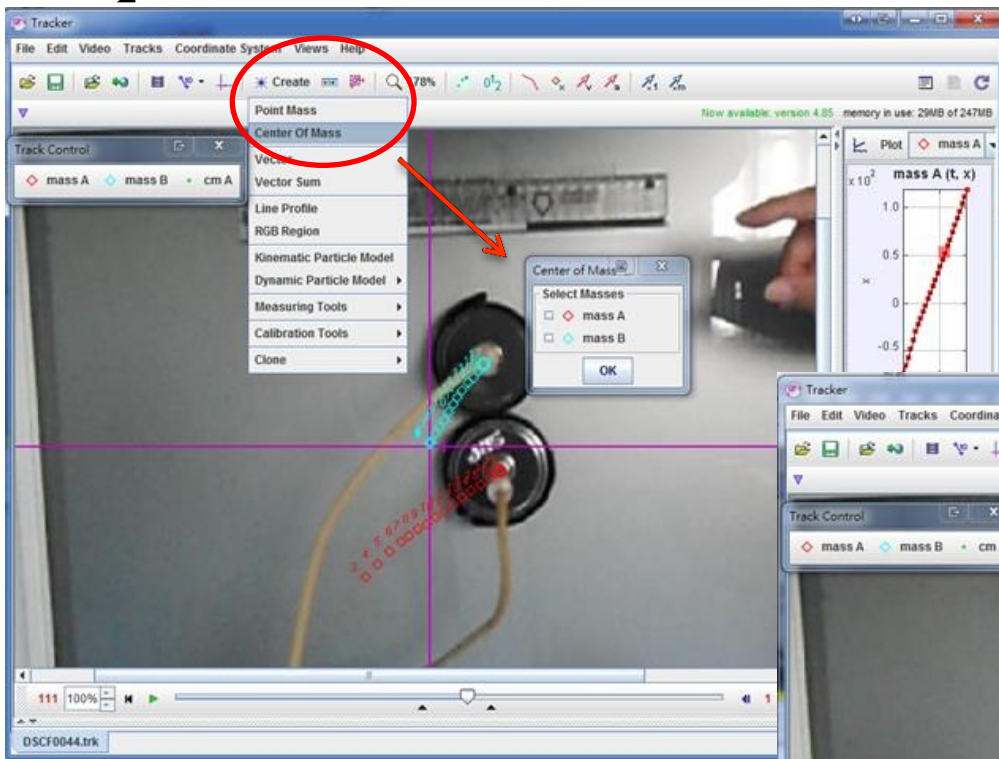 Tracker
File Edit Video Tracks Coordinate System Views Help
Create 78%
Now available: version 4.85 memory in use: 29MB of 247MB
Point Mass
Center Of Mass
Vector
Vector Sum
Line Profile
RGB Region
Kinematic Particle Model
Dynamic Particle Model
Measuring Tools
Calibration Tools
Clone
Track Control
mass A mass B cm A
Plot mass A
mass A (t, x)
x 10²
1.0
0.5
0
-0.5
x
Center of Mass
Select Masses
mass A
mass B
OK
111 100%
DSCF0044.trk
Tracker
File Edit Video Tracks Coordina
Track Control
mass A mass B cm